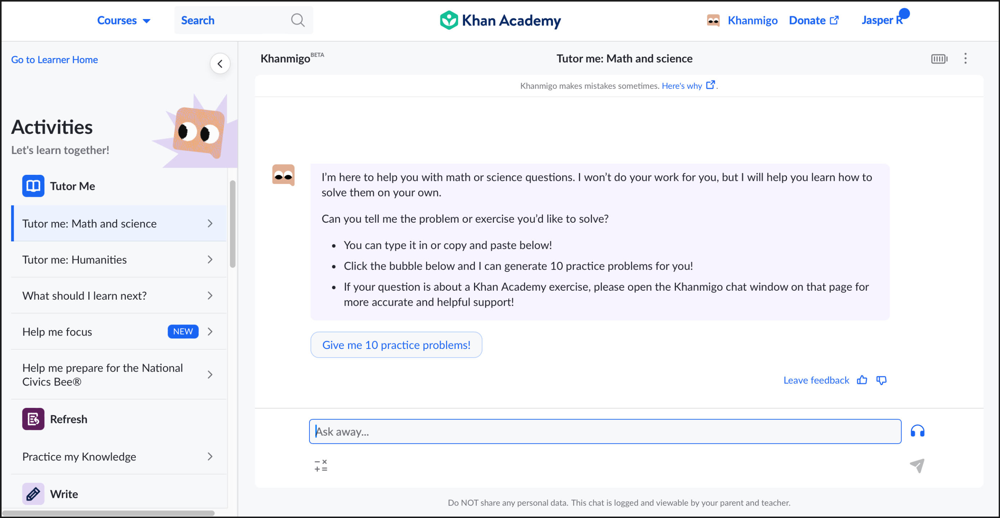 Courses
Search
Khan Academy
Khanmigo
Donate
Jasper R
Go to Learner Home
Activities
Let's learn together!
Tutor Me
Tutor me: Math and science
Tutor me: Humanities
What should I learn next?
Help me focus
NEW
Help me prepare for the National
Civics Bee®
Refresh
Practice my Knowledge
Write
Khanmigo BETA
Tutor me: Math and science
Khanmigo makes mistakes sometimes. Here's why .
I’m here to help you with math or science questions. I won’t do your work for you, but I will help you learn how to
solve them on your own.
Can you tell me the problem or exercise you’d like to solve?
• You can type it in or copy and paste below!
• Click the bubble below and I can generate 10 practice problems for you!
• If your question is about a Khan Academy exercise, please open the Khanmigo chat window on that page for
more accurate and helpful support!
Give me 10 practice problems!
Leave feedback
Ask away...
Do NOT share any personal data. This chat is logged and viewable by your parent and teacher.